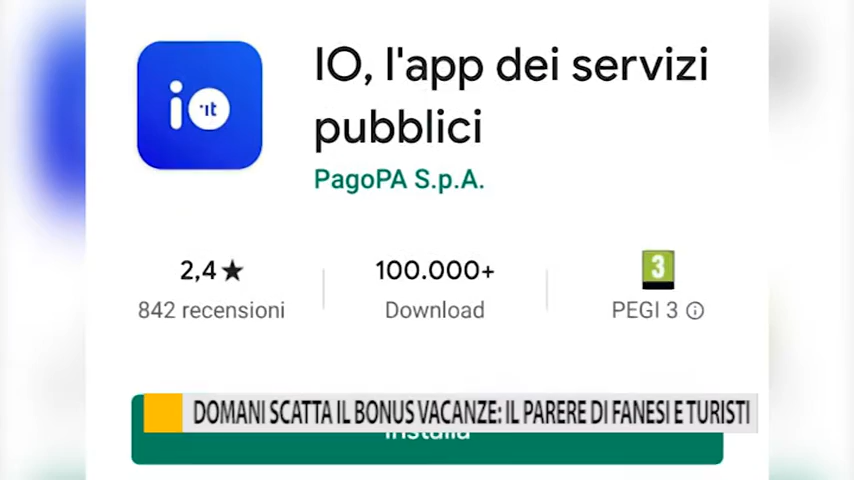 io
it
IO, l'app dei servizi
pubblici
PagoPA S.p.A.
2,4★
842 recensioni
100.000+
Download
3
PEGI 3
DOMANI SCATTA IL BONUS VACANZE: IL PARERE DI FANESI E TURISTI
Installa